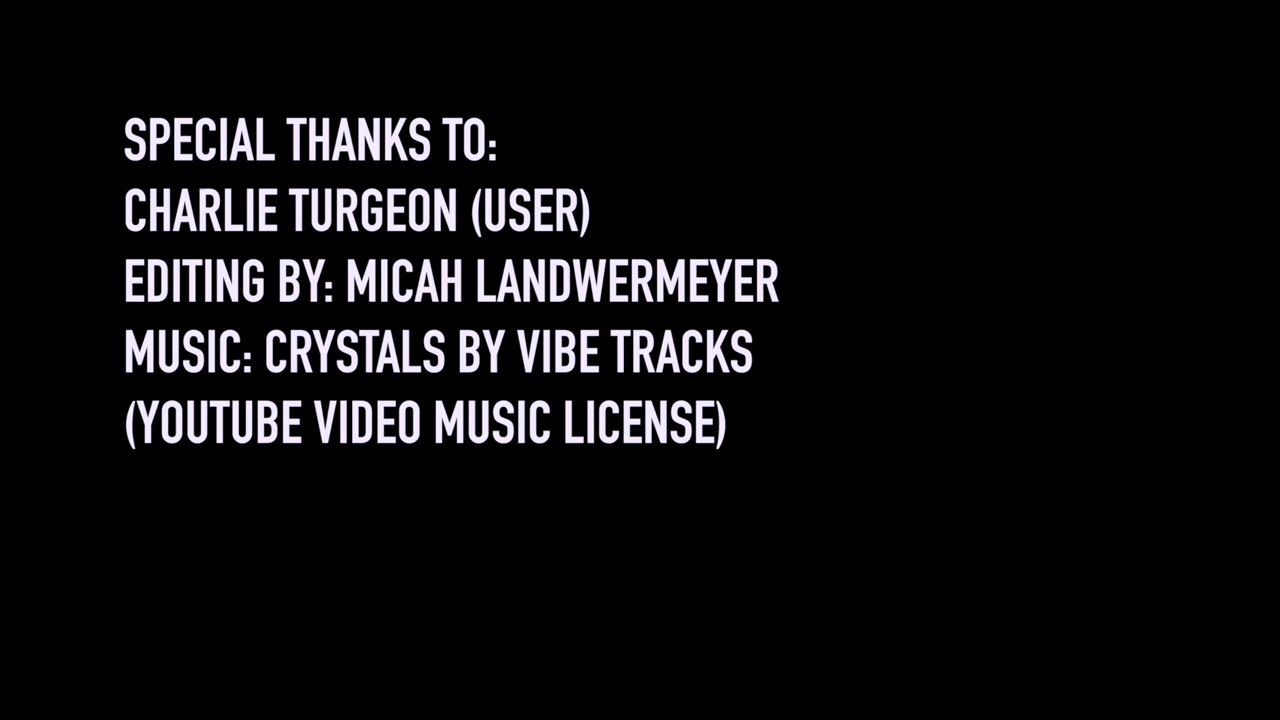 SPECIAL THANKS TO:
CHARLIE TURGEON (USER)
EDITING BY: MICAH LANDWERMEYER
MUSIC: CRYSTALS BY VIBE TRACKS
(YOUTUBE VIDEO MUSIC LICENSE)